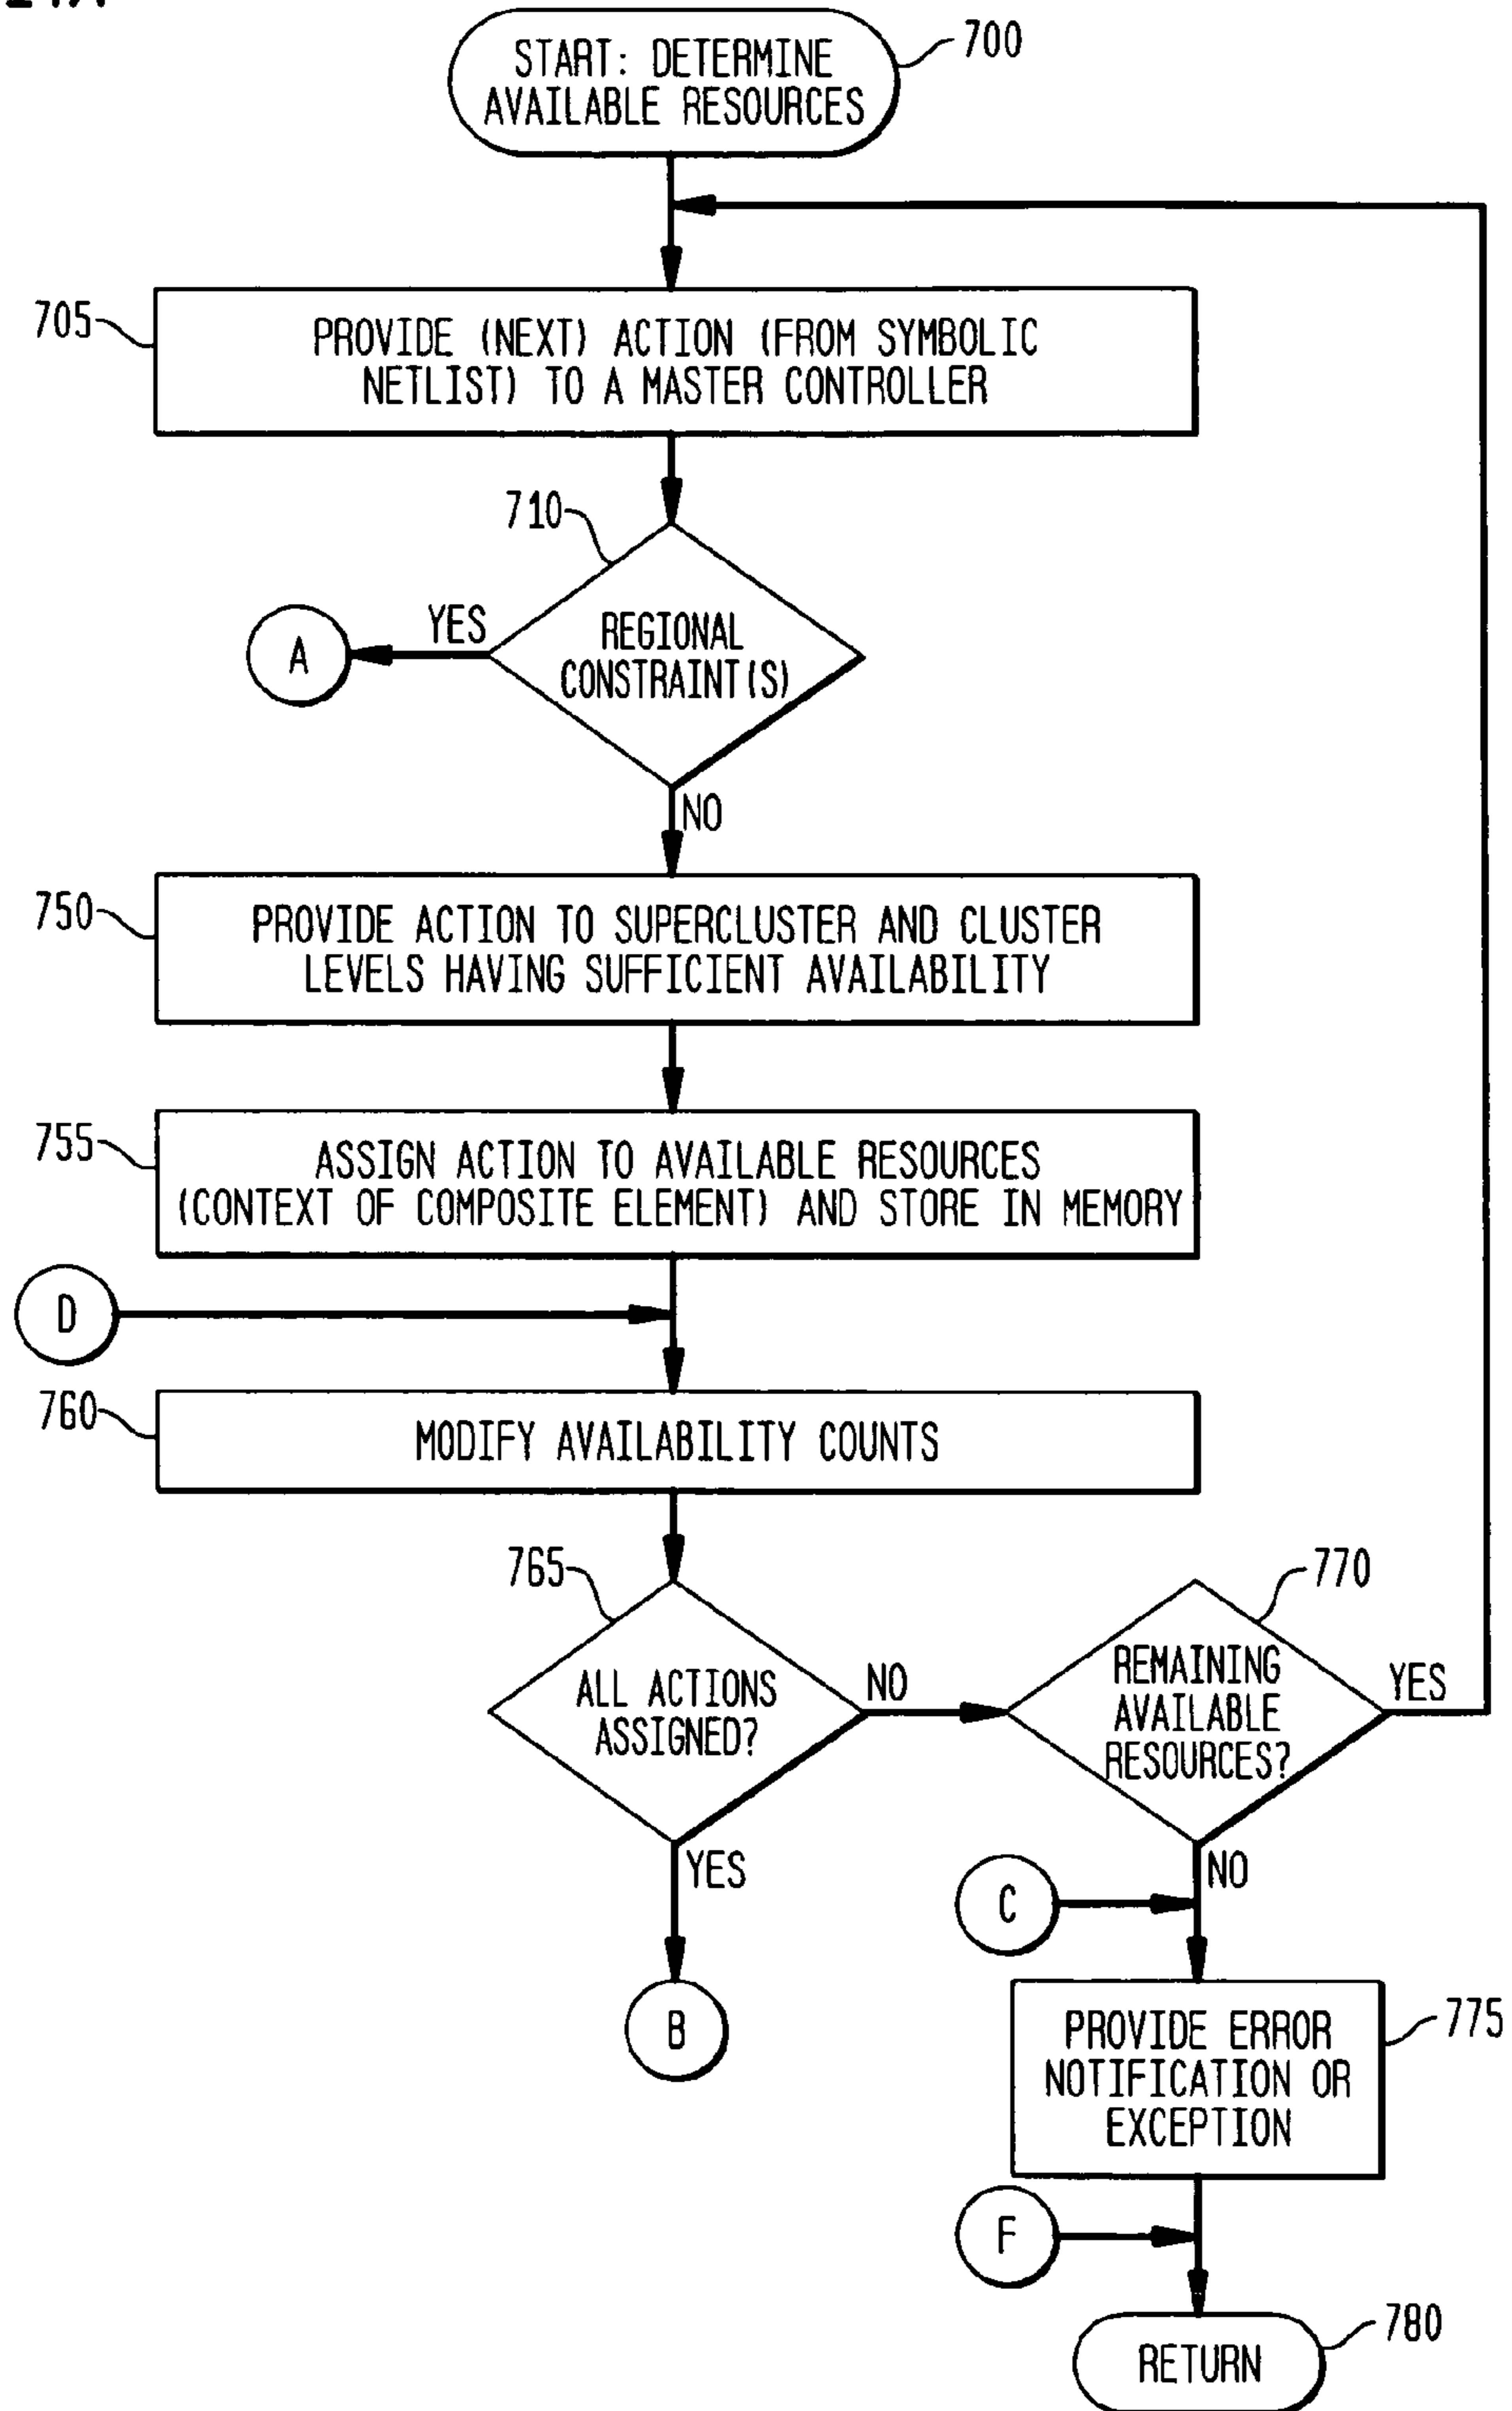 START: DETERMINE
AVAILABLE RESOURCES
700
705
PROVIDE (NEXT) ACTION (FROM SYMBOLIC
NETLIST) TO A MASTER CONTROLLER
710
REGIONAL
CONSTRAINT(S)
YES
A
NO
750
PROVIDE ACTION TO SUPERCLUSTER AND CLUSTER
LEVELS HAVING SUFFICIENT AVAILABILITY
755
ASSIGN ACTION TO AVAILABLE RESOURCES
(CONTEXT OF COMPOSITE ELEMENT) AND STORE IN MEMORY
D
760
MODIFY AVAILABILITY COUNTS
765
ALL ACTIONS
ASSIGNED?
NO
770
REMAINING
AVAILABLE
RESOURCES?
YES
YES
B
NO
C
775
PROVIDE ERROR
NOTIFICATION OR
EXCEPTION
F
780
RETURN